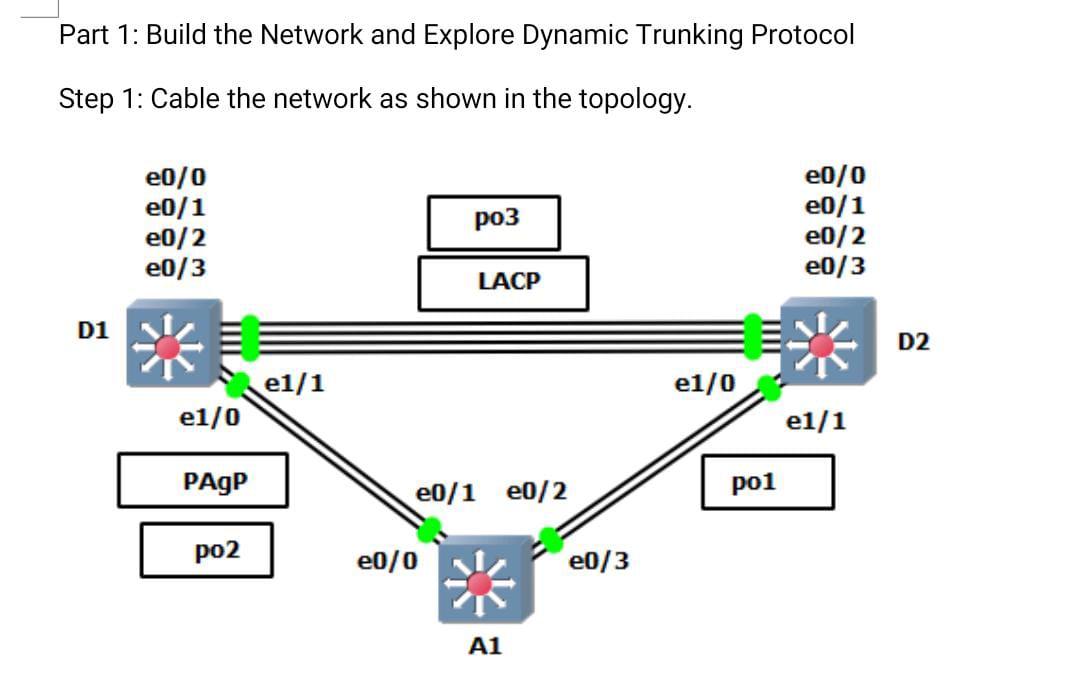 Part 1: Build the Network and Explore Dynamic Trunking Protocol
Step 1: Cable the network as shown in the topology.
e0/0
e0/1
e0/2
e0/3
po3
LACP
e0/0
e0/1
e0/2
e0/3
D1
D2
e1/1
e1/0
e1/0
e1/1
PAgP
po2
e0/1
e0/2
po1
e0/0
e0/3
A1